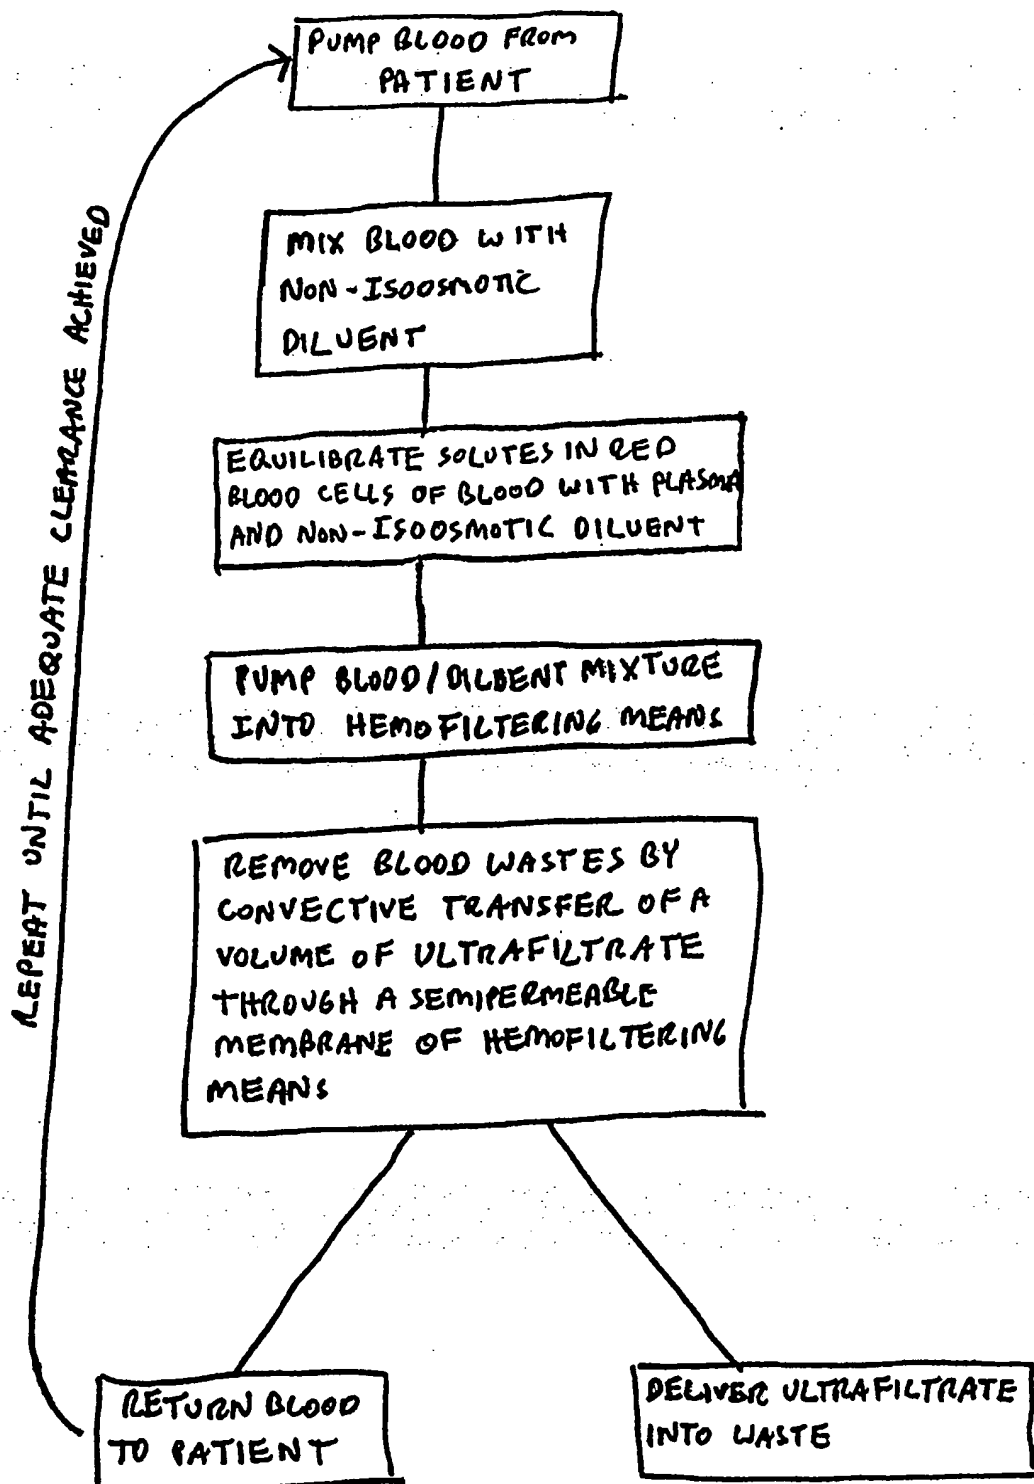 PUMP BLOOD FROM
PATIENT
MIX BLOOD WITH
NON-ISOOSMOTIC
DILUENT
EQUILIBRATE SOLUTES IN RED
BLOOD CELLS OF BLOOD WITH PLASMA
AND NON-ISOOSMOTIC DILUENT
PUMP BLOOD/DILUENT MIXTURE
INTO HEMOFILTERING MEANS
REMOVE BLOOD WASTES BY
CONVECTIVE TRANSFER OF A
VOLUME OF ULTRAFILTRATE
THROUGH A SEMIPERMEABLE
MEMBRANE OF HEMOFILTERING
MEANS
RETURN BLOOD
TO PATIENT
DELIVER ULTRAFILTRATE
INTO WASTE
REPEAT UNTIL ADEQUATE CLEARANCE ACHIEVED